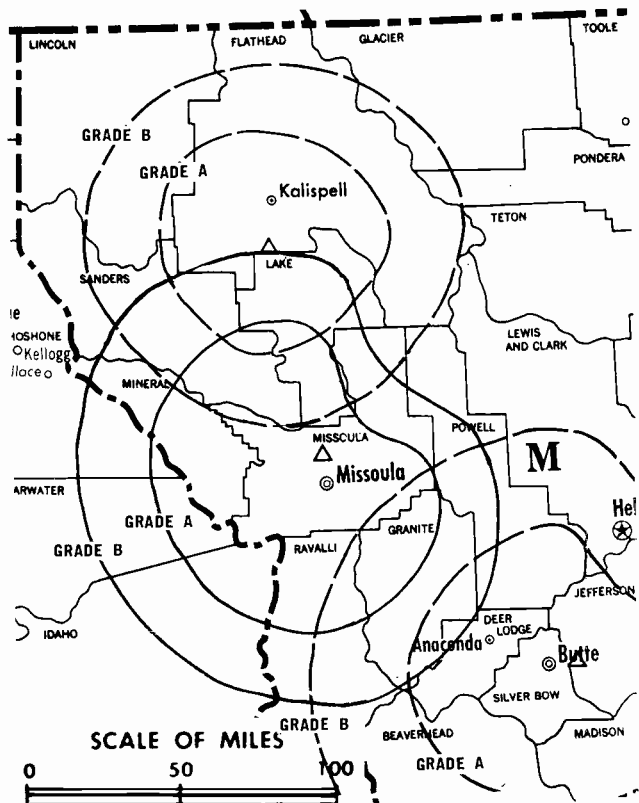 LINCOLN
FLATHEAD
GLACIER
TOOLE
GRADE B
GRADE A
PONDERA
Kalispell
TETON
LAKE
SANDERS
LEWIS
AND CLARK
Kellogg
MINERAL
POWELL
MISSCULA
M
Missoula
GRADE A
GRANITE
GRADE B
RAVALLI
JEFFERSON
IDAHO
DEER
LODGE
Anaconda
Butte
SILVER BOW
GRADE B
BEAVERHEAD
MADISON
GRADE A
SCALE OF MILES
0 50 100